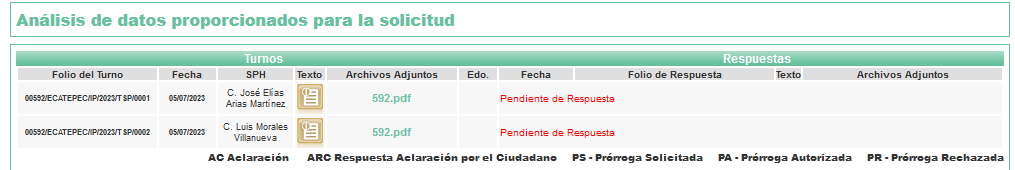 Análisis de datos proporcionados para la solicitud
Turnos Respuestas
Folio del Turno Fecha SPH Texto Archivos Adjuntos Edo. Fecha Folio de Respuesta Texto Archivos Adjuntos
00592/ECATEPEC/IP/2023/TSP/0001 05/07/2023 C. José Elías Arias Martínez 592.pdf Pendiente de Respuesta
00592/ECATEPEC/IP/2023/TSP/0002 05/07/2023 C. Luis Morales Villanueva 592.pdf Pendiente de Respuesta
AC Aclaración ARC Respuesta Aclaración por el Ciudadano PS - Prórroga Solicitada PA - Prórroga Autorizada PR - Prórroga Rechazada